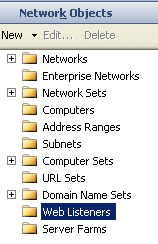 Network Objects
New Edit... Delete
Networks
Enterprise Networks
Network Sets
Computers
Address Ranges
Subnets
Computer Sets
URL Sets
Domain Name Sets
Web Listeners
Server Farms